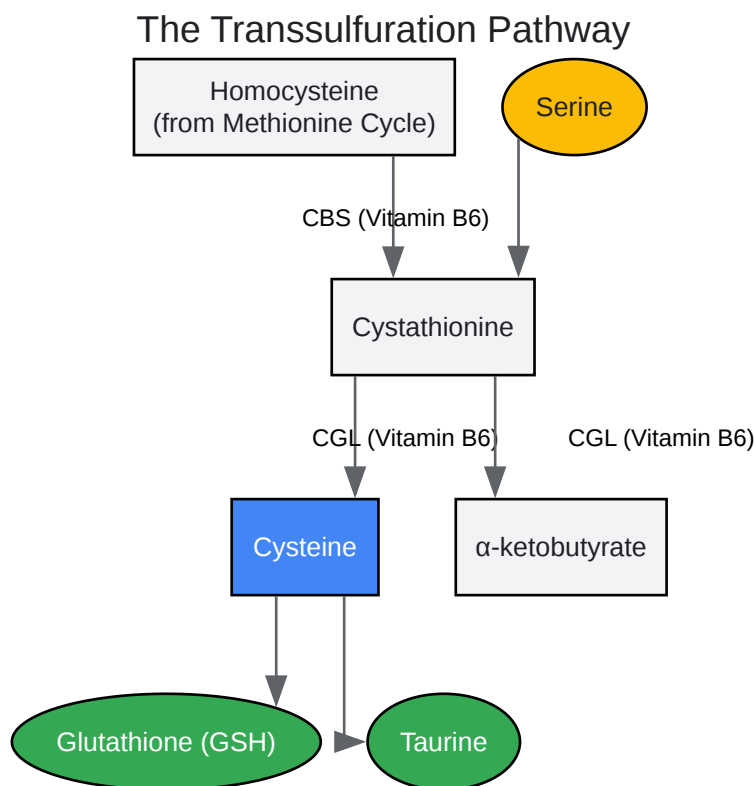 The Transsulfuration Pathway
Homocysteine
(from Methionine Cycle)
Serine
CBS (Vitamin B6)
Cystathionine
CGL (Vitamin B6)
CGL (Vitamin B6)
Cysteine
α-ketobutyrate
Glutathione (GSH)
Taurine